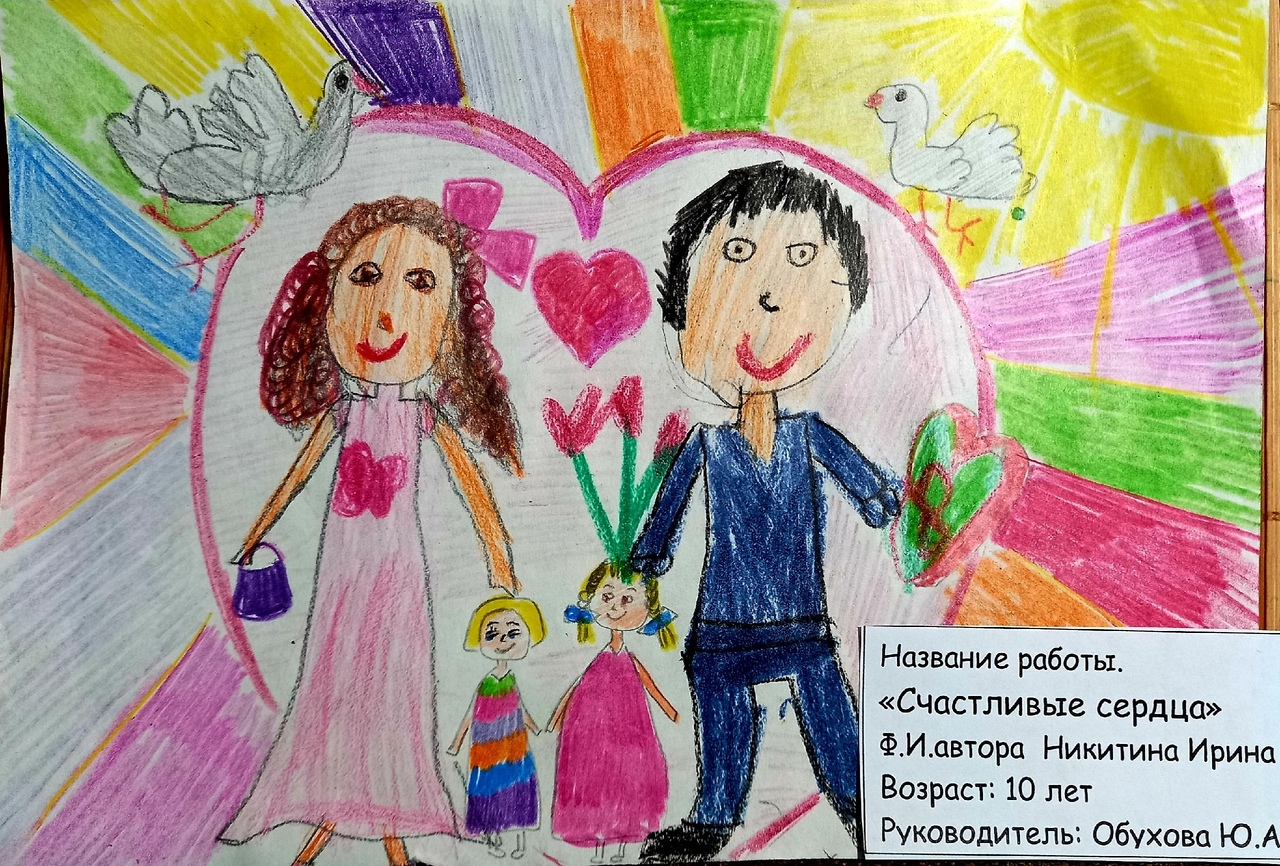 Название работы.
«Счастливые сердца»
Ф.И.автора Никитина Ирина
Возраст: 10 лет
Руководитель: Обухова Ю.А